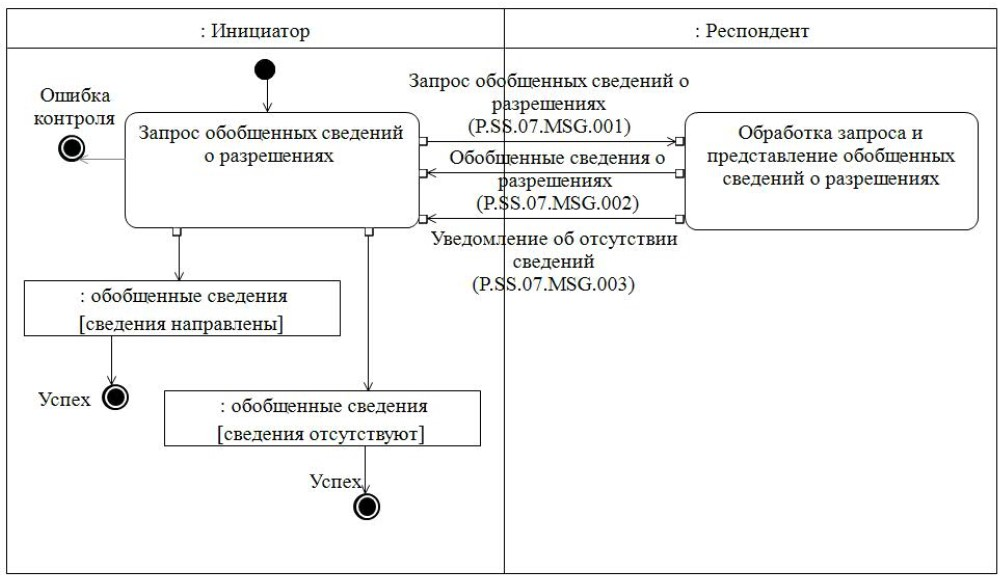 : Инициатор
: Респондент
Ошибка
контроля
Запрос обобщенных сведений
о разрешениях
Запрос обобщенных сведений о
разрешениях
(P.SS.07.MSG.001)
Обобщенные сведения о
разрешениях
(P.SS.07.MSG.002)
Уведомление об отсутствии
сведений
(P.SS.07.MSG.003)
Обработка запроса и
представление обобщенных
сведений о разрешениях
: обобщенные сведения
[сведения направлены]
Успех
: обобщенные сведения
[сведения отсутствуют]
Успех